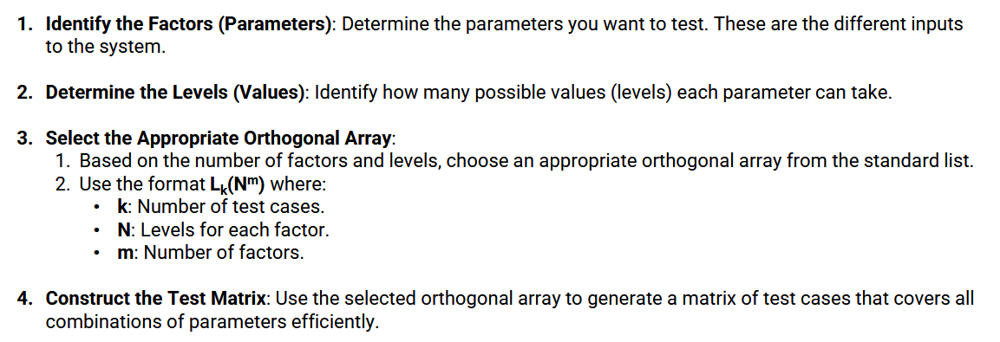 1. Identify the Factors (Parameters): Determine the parameters you want to test. These are the different inputs
to the system.
2. Determine the Levels (Values): Identify how many possible values (levels) each parameter can take.
3. Select the Appropriate Orthogonal Array:
1. Based on the number of factors and levels, choose an appropriate orthogonal array from the standard list.
2. Use the format Lₖ(Nᵐ) where:
• k: Number of test cases.
• N: Levels for each factor.
• m: Number of factors.
4. Construct the Test Matrix: Use the selected orthogonal array to generate a matrix of test cases that covers all
combinations of parameters efficiently.